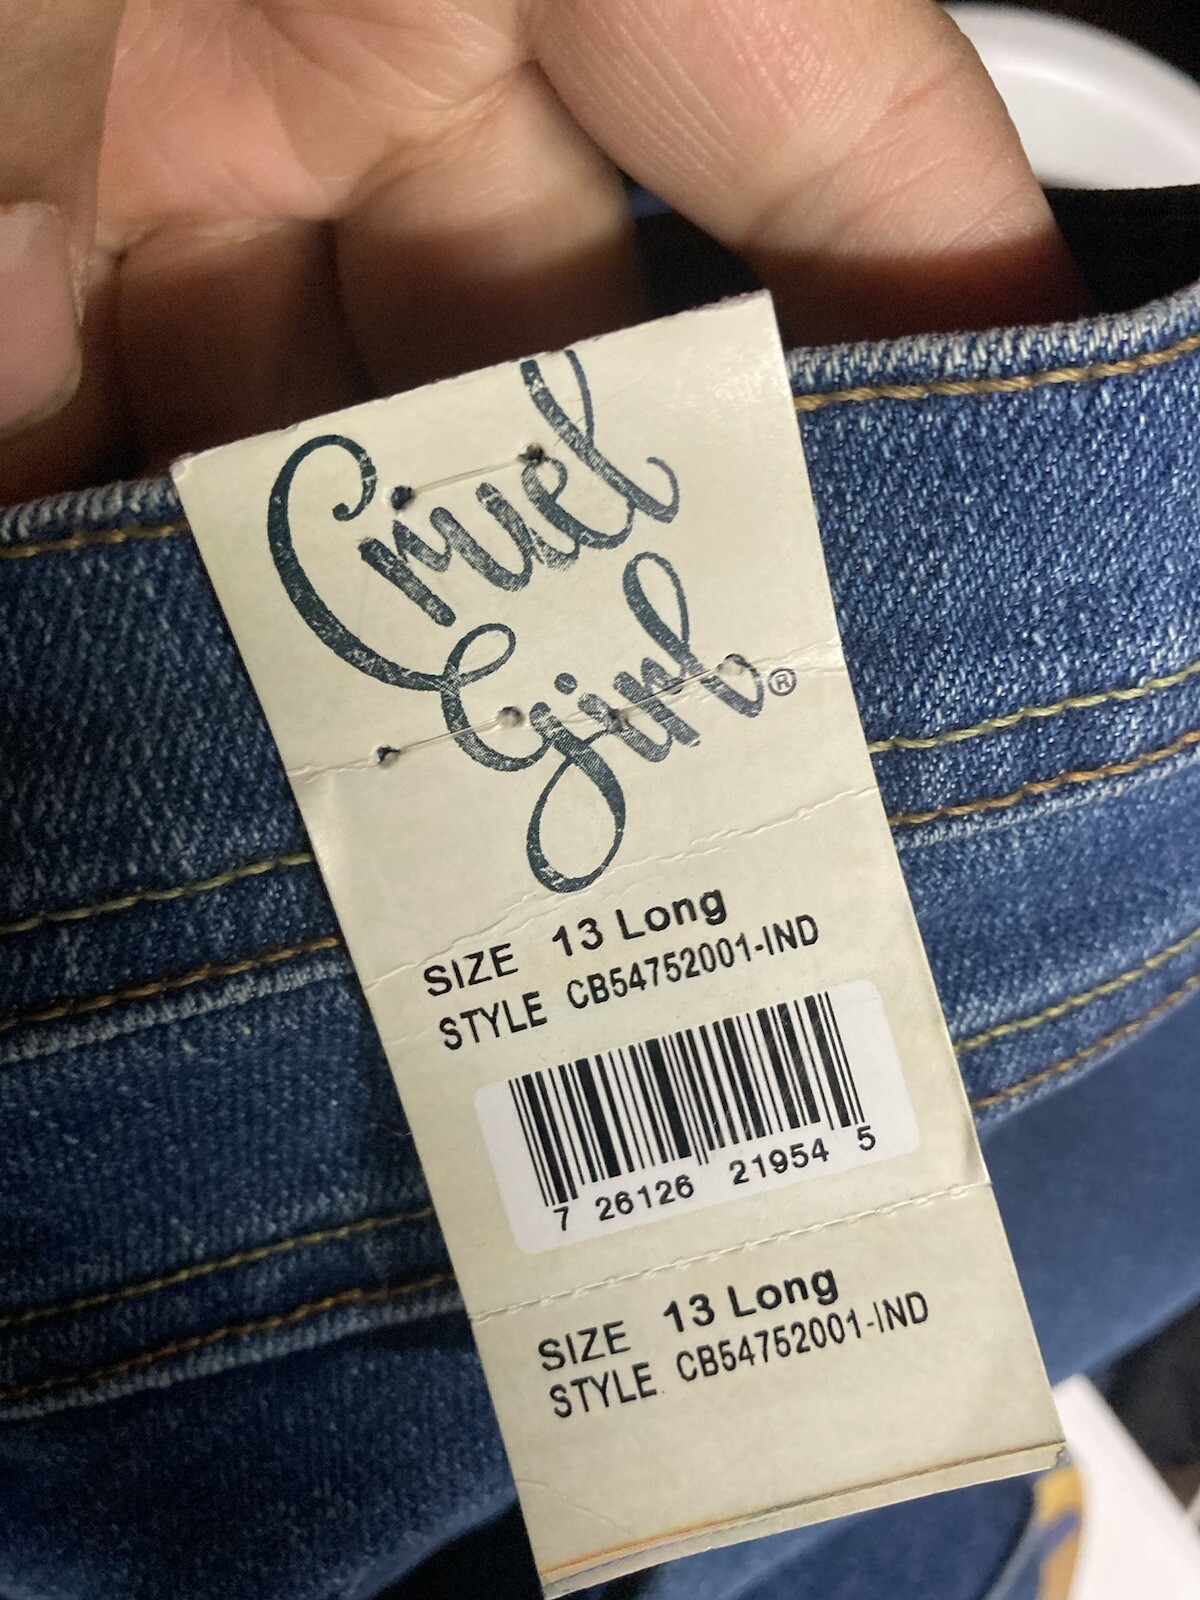 Cruel
Girl®
SIZE 13 Long
STYLE CB54752001-IND
7 26126 21954 5
SIZE 13 Long
STYLE CB54752001-IND